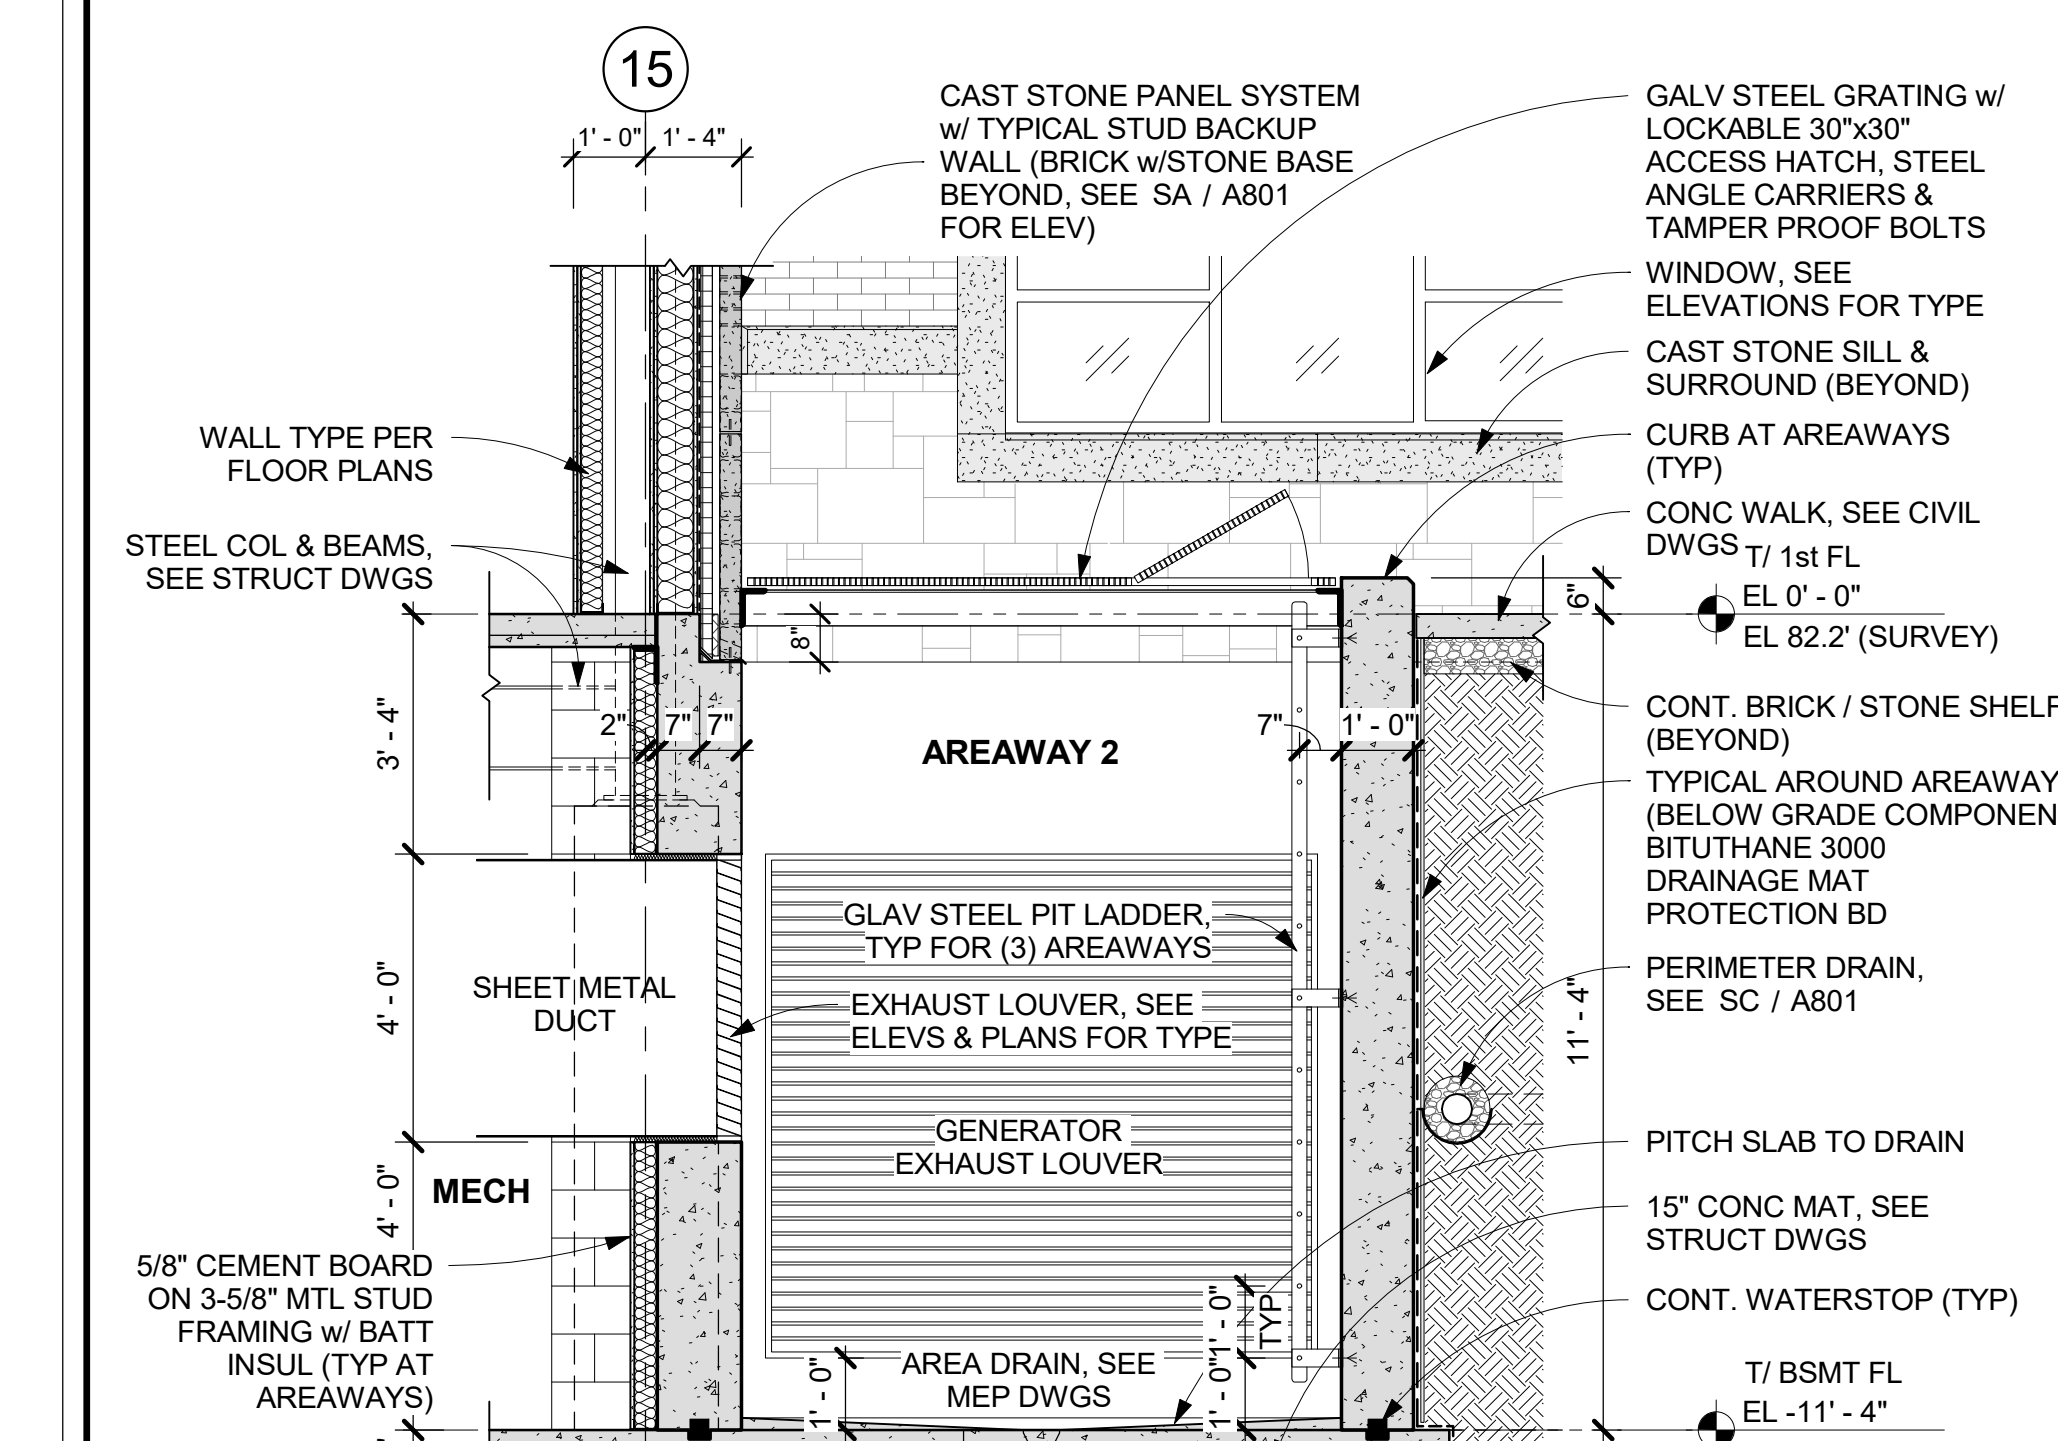 15
1' - 0" 1' - 4"
CAST STONE PANEL SYSTEM
w/ TYPICAL STUD BACKUP
WALL (BRICK w/STONE BASE
BEYOND, SEE SA / A801
FOR ELEV)
GALV STEEL GRATING w/
LOCKABLE 30"x30"
ACCESS HATCH, STEEL
ANGLE CARRIERS &
TAMPER PROOF BOLTS
WINDOW, SEE
ELEVATIONS FOR TYPE
CAST STONE SILL &
SURROUND (BEYOND)
CURB AT AREAWAYS
(TYP)
CONC WALK, SEE CIVIL
DWGS
T/ 1st FL
EL 0' - 0"
EL 82.2' (SURVEY)
6"
WALL TYPE PER
FLOOR PLANS
STEEL COL & BEAMS,
SEE STRUCT DWGS
8"
3' - 4"
2" 7" 7"
AREAWAY 2
7" 1' - 0"
CONT. BRICK / STONE SHELF
(BEYOND)
TYPICAL AROUND AREAWAY
(BELOW GRADE COMPONEN
BITUTHANE 3000
DRAINAGE MAT
PROTECTION BD
GLAV STEEL PIT LADDER,
TYP FOR (3) AREAWAYS
4' - 0"
SHEET METAL
DUCT
EXHAUST LOUVER, SEE
ELEVS & PLANS FOR TYPE
PERIMETER DRAIN,
SEE SC / A801
11' - 4"
GENERATOR
EXHAUST LOUVER
PITCH SLAB TO DRAIN
4' - 0"
MECH
15" CONC MAT, SEE
STRUCT DWGS
5/8" CEMENT BOARD
ON 3-5/8" MTL STUD
FRAMING w/ BATT
INSUL (TYP AT
AREAWAYS)
1' - 0"
TYP
CONT. WATERSTOP (TYP)
1' - 0"
AREA DRAIN, SEE
MEP DWGS
1' - 0"
T/ BSMT FL
EL -11' - 4"